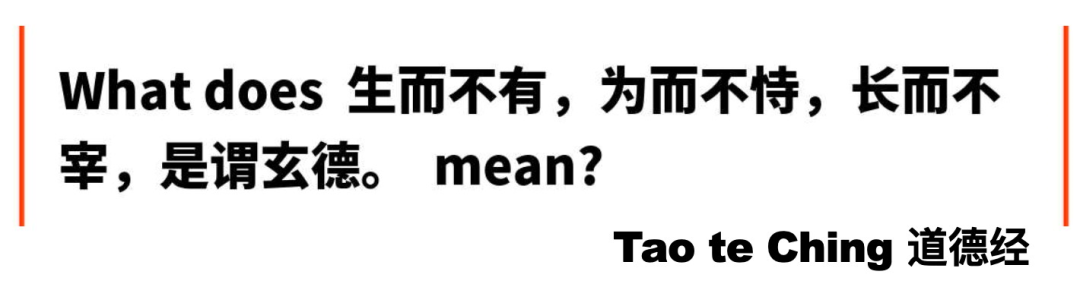 What does 生而不有，为而不恃，长而不
宰，是谓玄德。 mean?
Tao te Ching 道德经